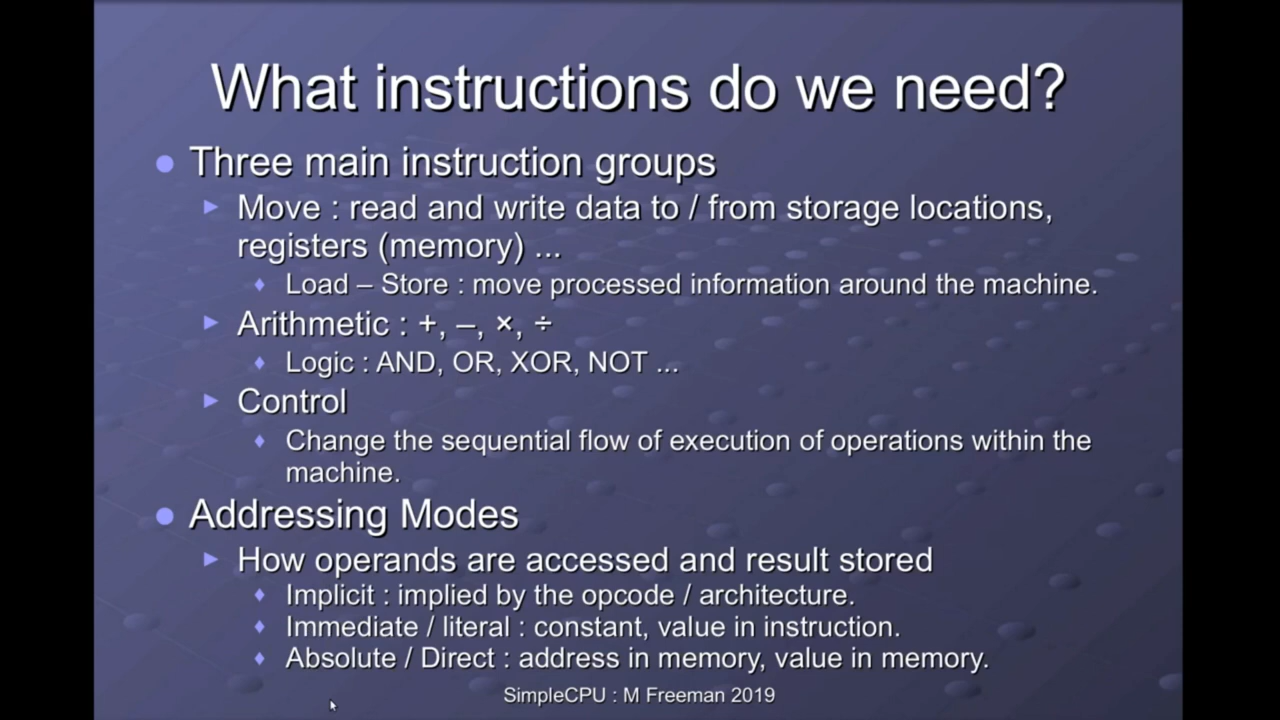 What instructions do we need?
Three main instruction groups
Move : read and write data to / from storage locations,
registers (memory) ...
Load – Store : move processed information around the machine.
Arithmetic : +, –, ×, ÷
Logic : AND, OR, XOR, NOT ...
Control
Change the sequential flow of execution of operations within the
machine.
Addressing Modes
How operands are accessed and result stored
Implicit : implied by the opcode / architecture.
Immediate / literal : constant, value in instruction.
Absolute / Direct : address in memory, value in memory.
SimpleCPU : M Freeman 2019